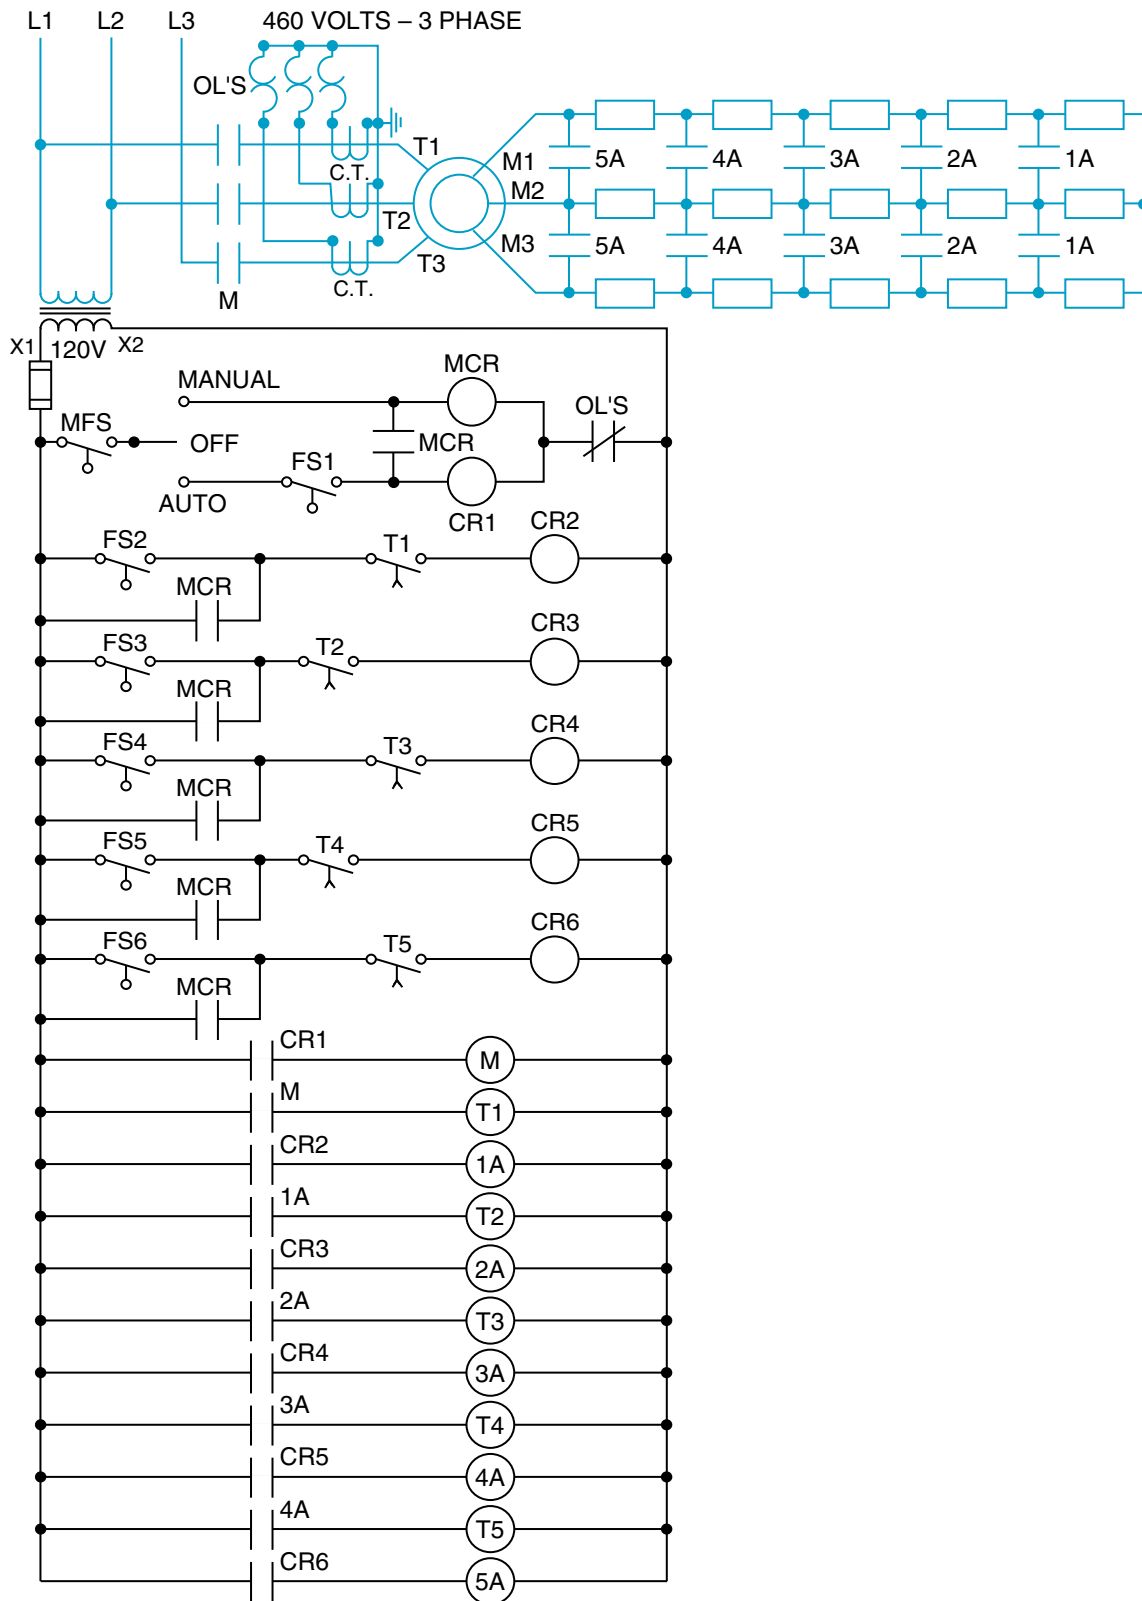 L1 L2 L3 460 VOLTS – 3 PHASE
OL'S
T1
C.T.
M1 5A 4A 3A 2A 1A
M2
T2
M3 5A 4A 3A 2A 1A
T3
C.T.
M
X1 120V X2
MCR
MANUAL
OL'S
MFS
OFF
MCR
FS1
AUTO
CR1
CR2
FS2 T1
MCR
CR3
FS3 T2
MCR
CR4
FS4 T3
MCR
CR5
FS5 T4
MCR
CR6
FS6 T5
MCR
CR1
M
M
T1
CR2
1A
1A
T2
CR3
2A
2A
T3
CR4
3A
3A
T4
CR5
4A
4A
T5
CR6
5A